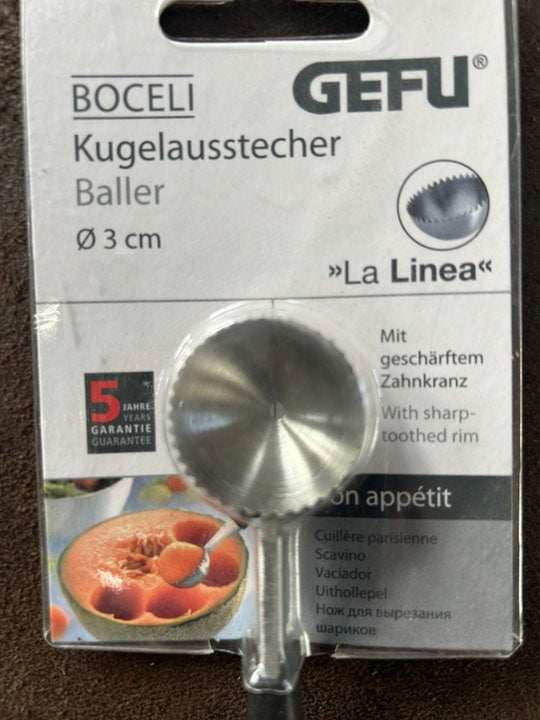 BOCELI
GEFU®
Kugelausstecher
Baller
Ø 3 cm
»La Linea«
Mit
geschärftem
Zahnkranz
With sharp-
toothed rim
5*
JAHRE
YEARS
GARANTIE
GUARANTEE
on appétit
Cuillère parisienne
Scavino
Vaciador
Uithollepel
Нож для вырезания
шариков